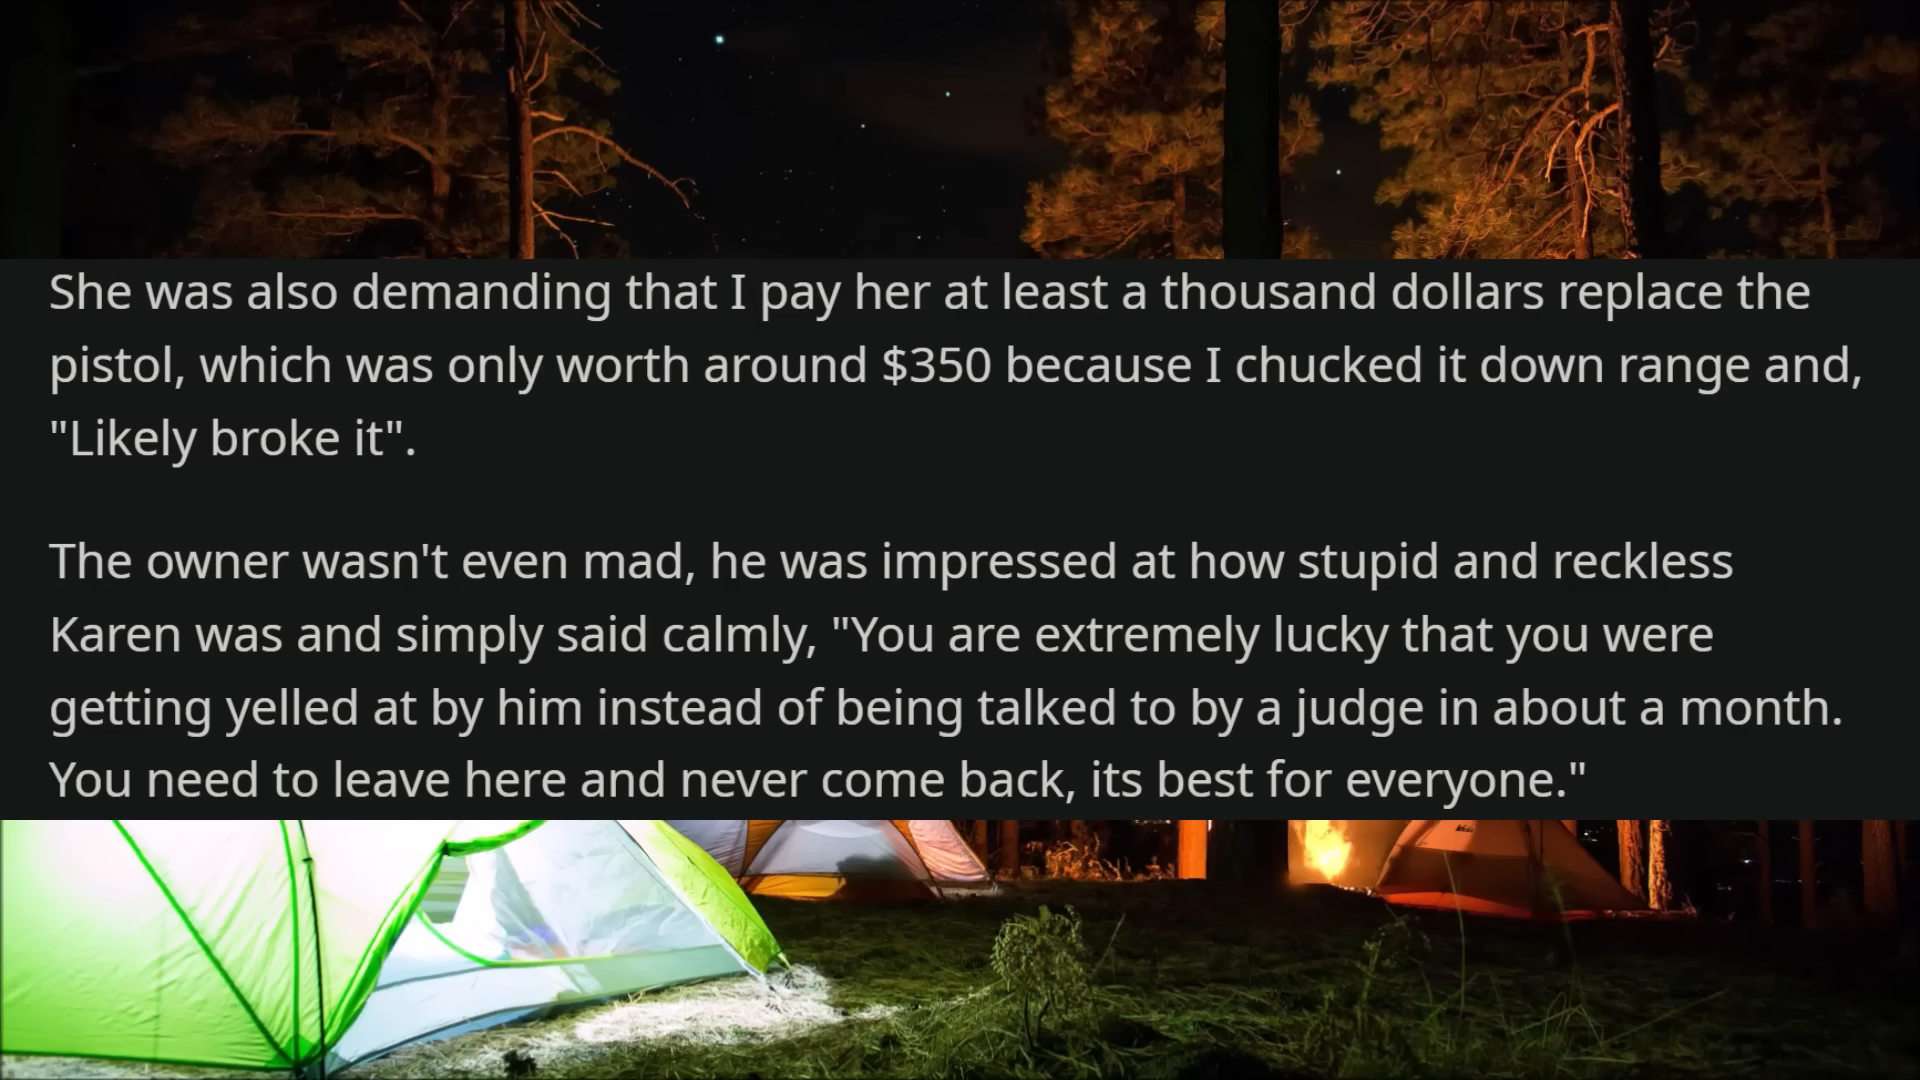 She was also demanding that I pay her at least a thousand dollars replace the
pistol, which was only worth around $350 because I chucked it down range and,
"Likely broke it".
The owner wasn't even mad, he was impressed at how stupid and reckless
Karen was and simply said calmly, "You are extremely lucky that you were
getting yelled at by him instead of being talked to by a judge in about a month.
You need to leave here and never come back, its best for everyone."